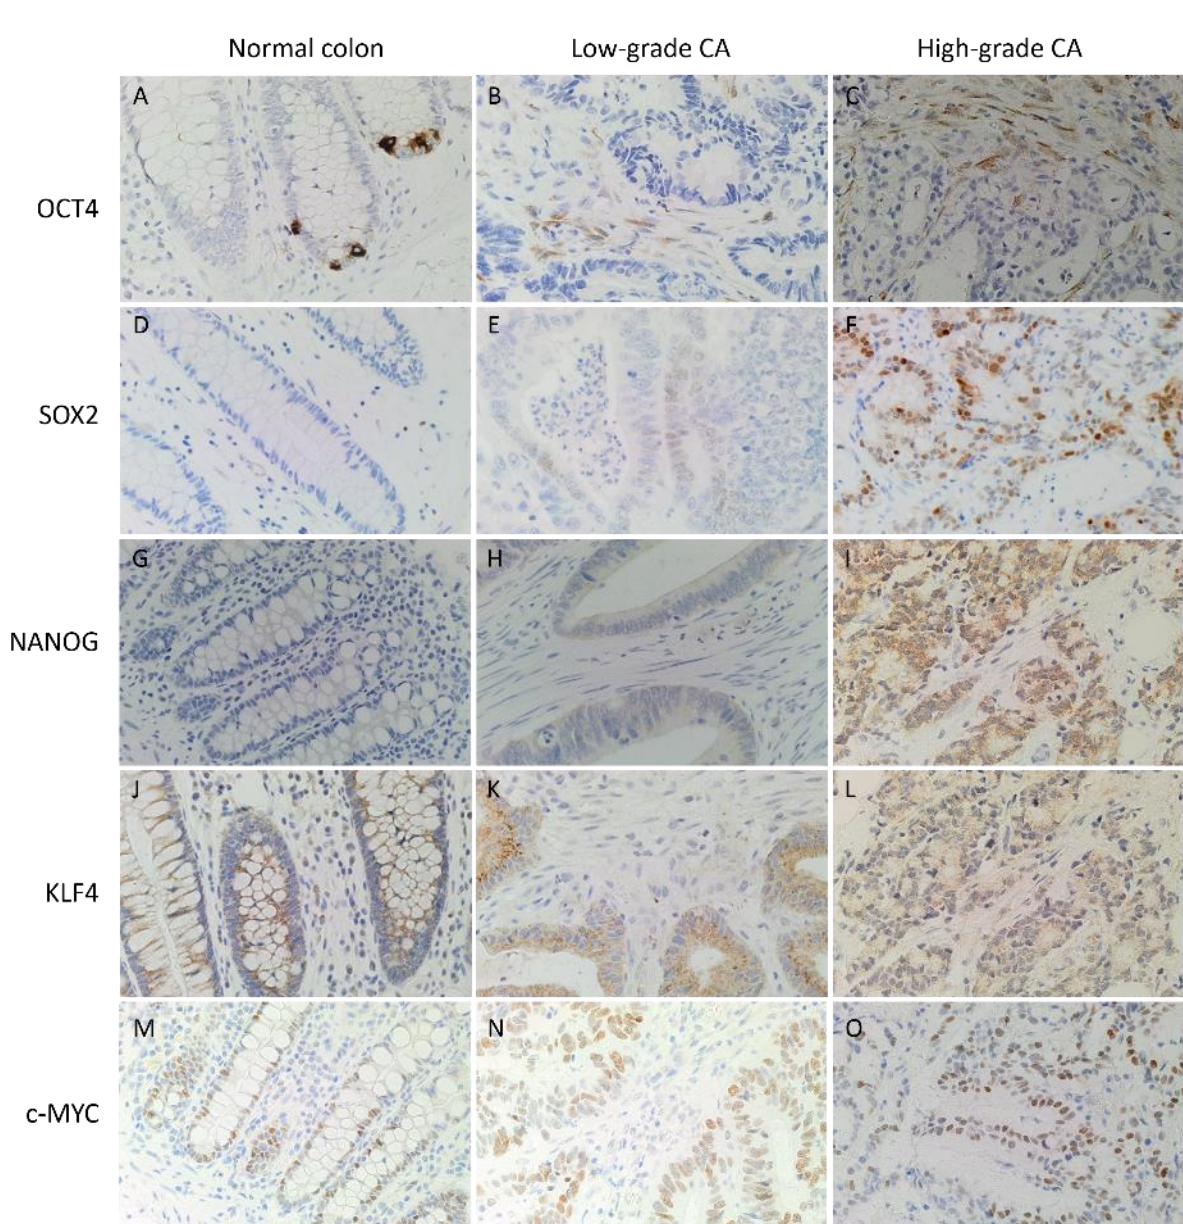 Normal colon Low-grade CA High-grade CA
A B C
OCT4
D E F
SOX2
G H I
NANOG
J K L
KLF4
M N O
c-MYC